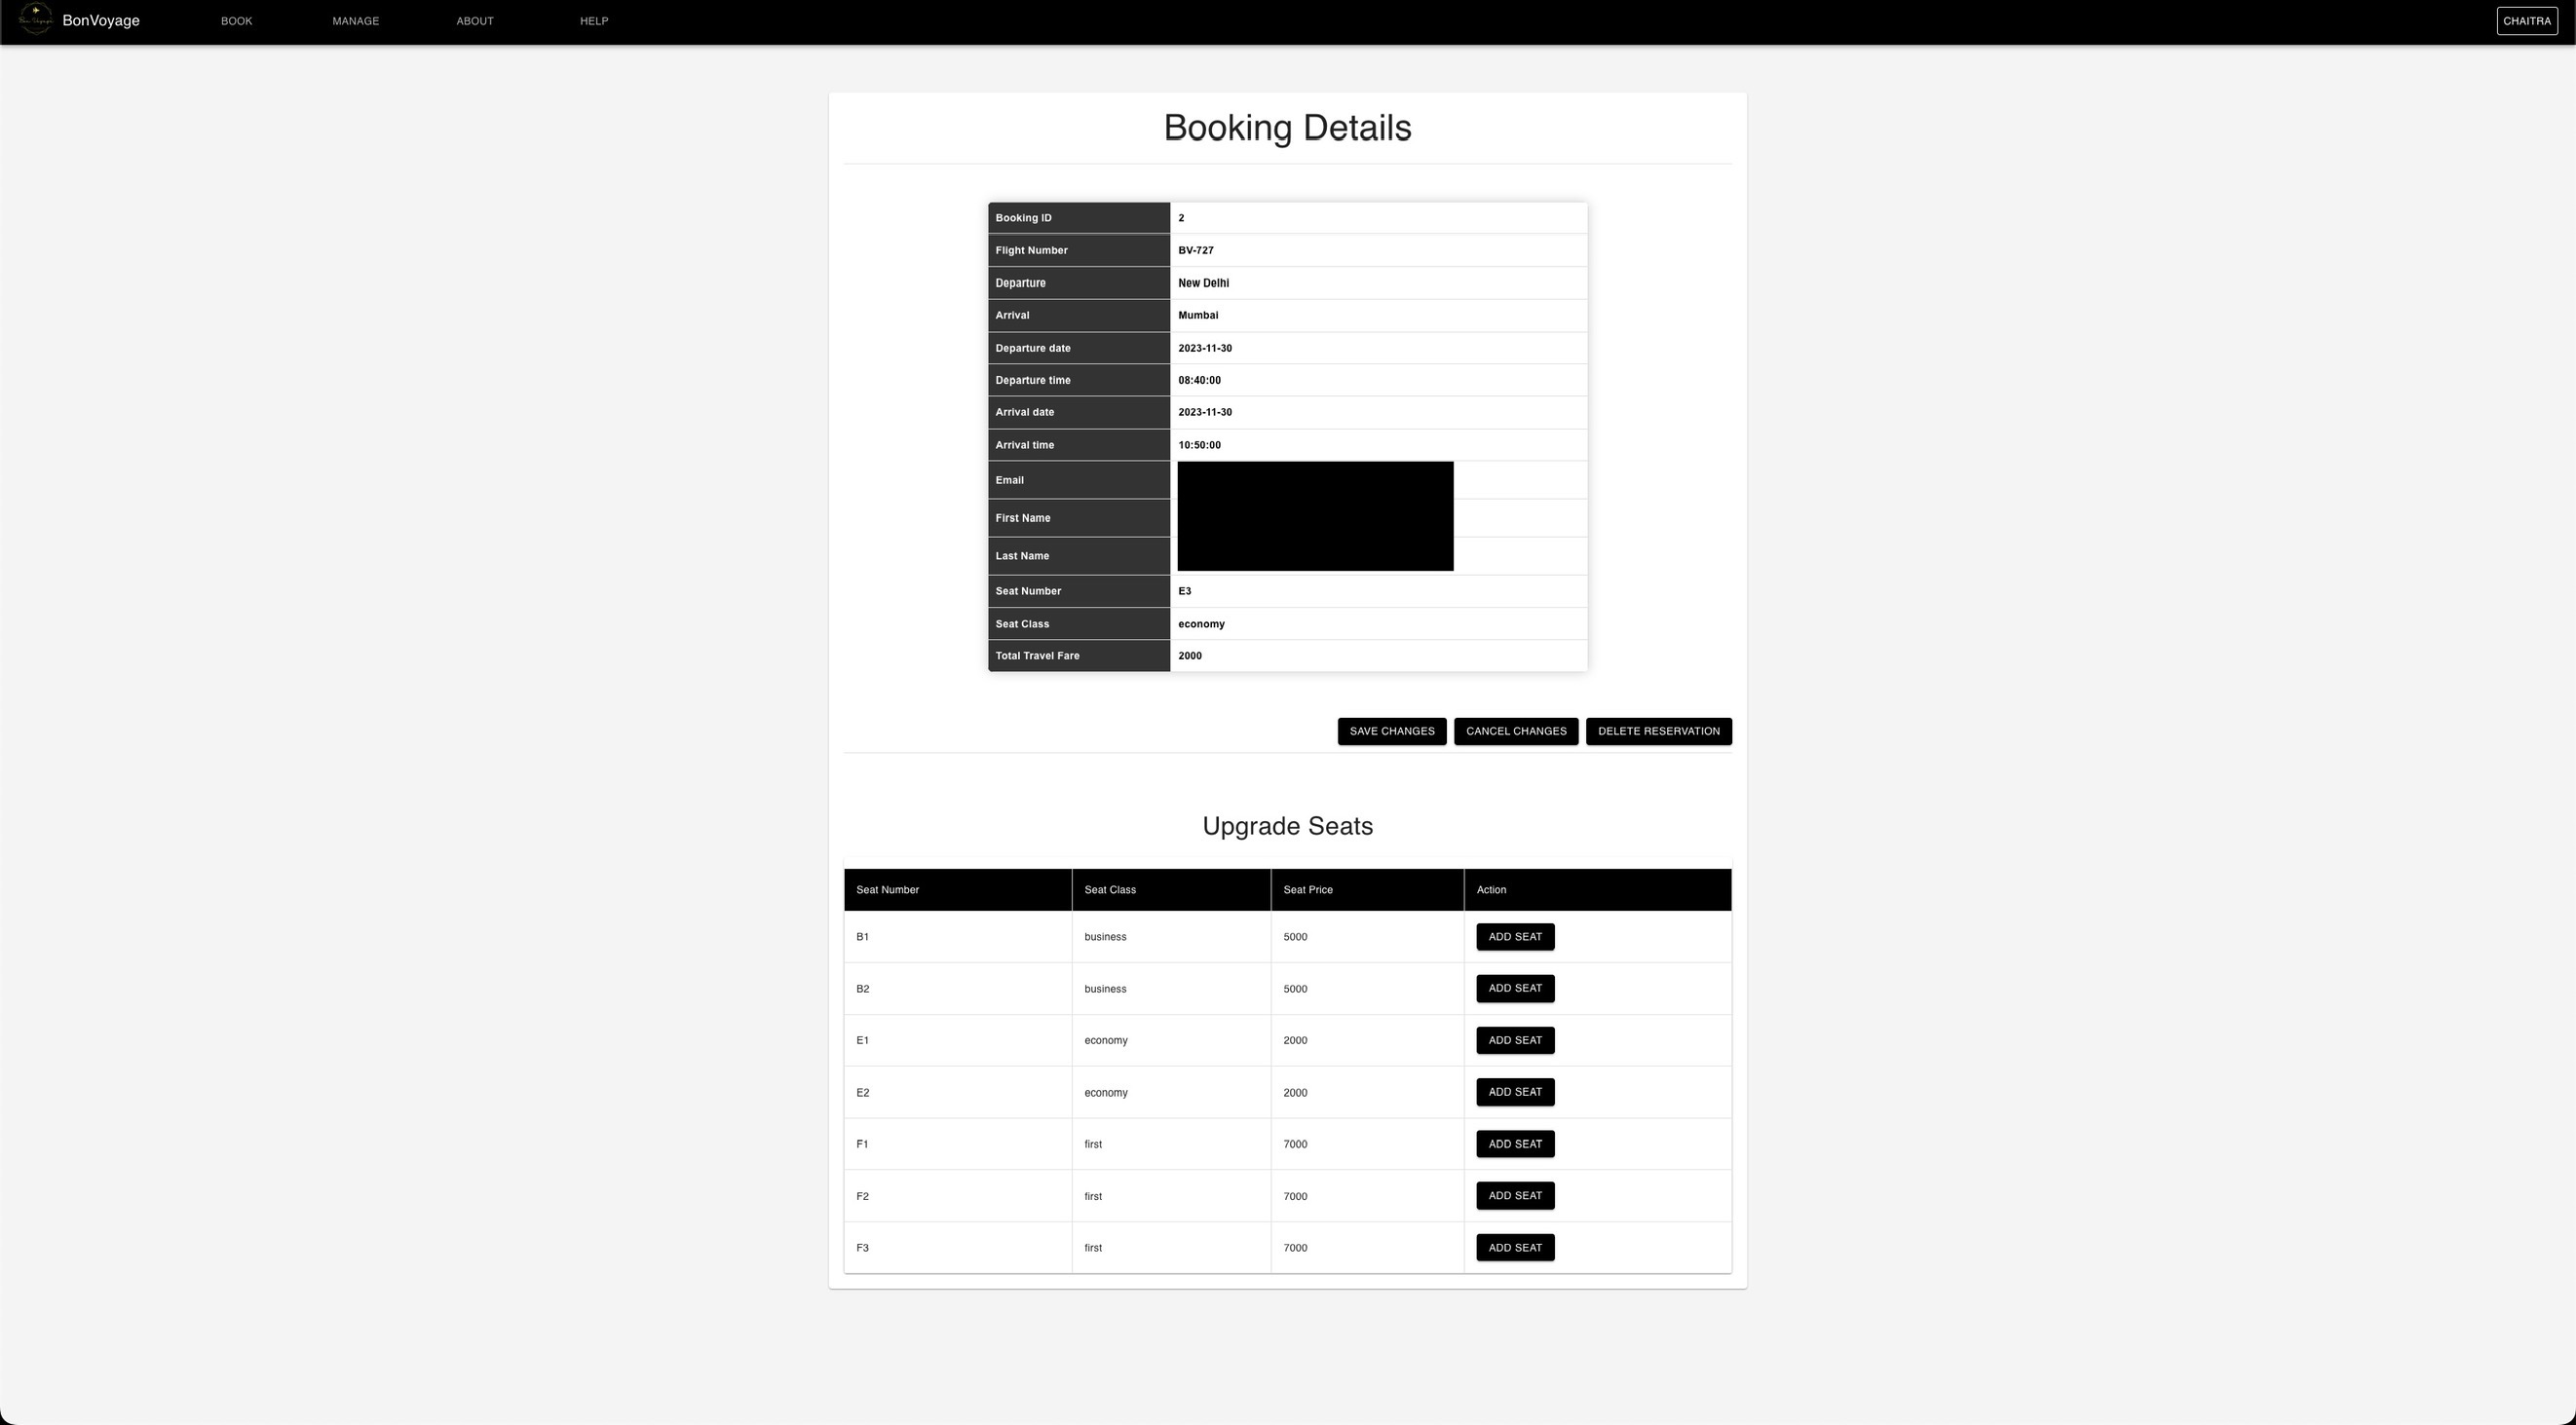 BonVoyage BOOK MANAGE ABOUT HELP CHAITRA
Booking Details
Booking ID 2
Flight Number BV-727
Departure New Delhi
Arrival Mumbai
Departure date 2023-11-30
Departure time 08:40:00
Arrival date 2023-11-30
Arrival time 10:50:00
Email
First Name
Last Name
Seat Number E3
Seat Class economy
Total Travel Fare 2000
SAVE CHANGES CANCEL CHANGES DELETE RESERVATION
Upgrade Seats
Seat Number Seat Class Seat Price Action
B1 business 5000 ADD SEAT
B2 business 5000 ADD SEAT
E1 economy 2000 ADD SEAT
E2 economy 2000 ADD SEAT
F1 first 7000 ADD SEAT
F2 first 7000 ADD SEAT
F3 first 7000 ADD SEAT